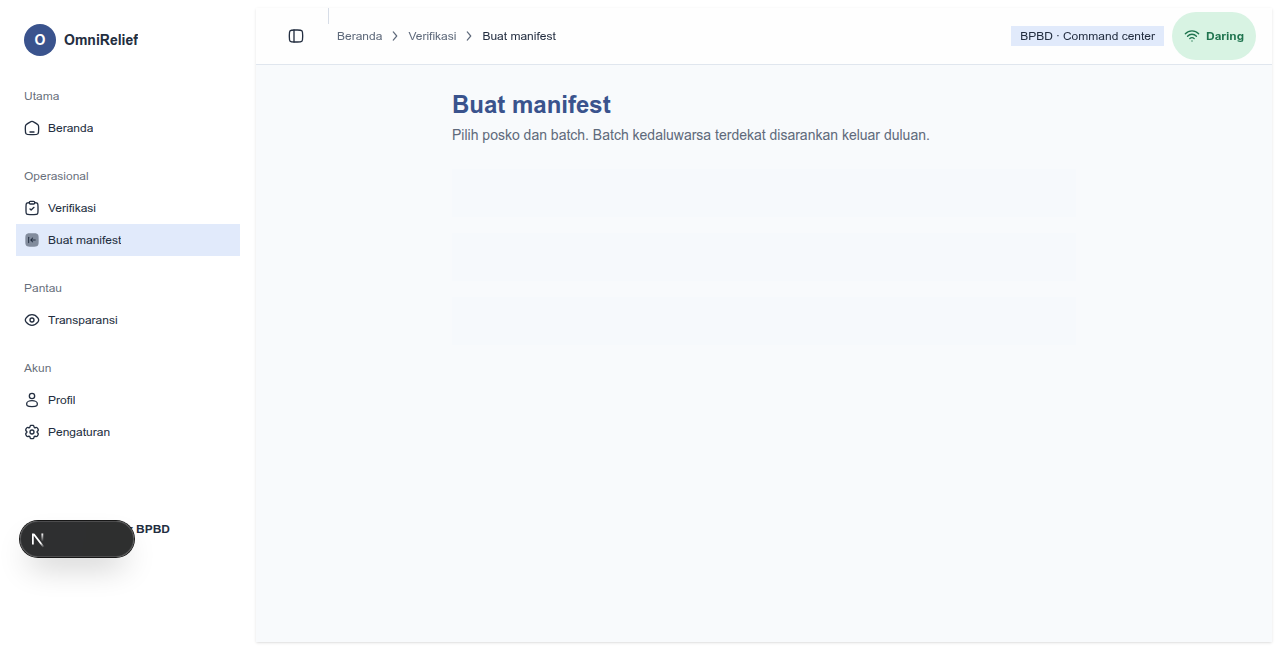 O OmniRelief
Utama
Beranda
Operasional
Verifikasi
Buat manifest
Pantau
Transparansi
Akun
Profil
Pengaturan
BPBD
N
Beranda > Verifikasi > Buat manifest
BPBD · Command center
Daring
Buat manifest
Pilih posko dan batch. Batch kedaluwarsa terdekat disarankan keluar duluan.